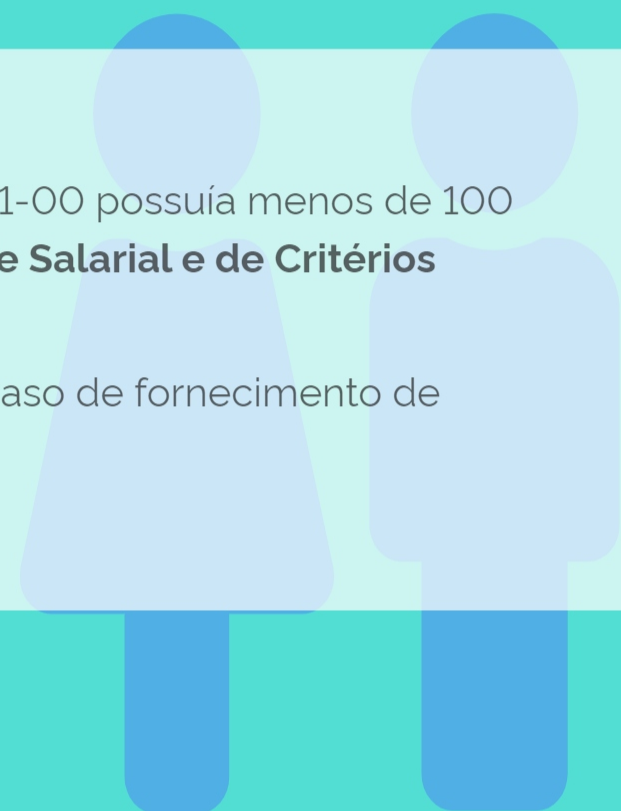 1-00 possuía menos de 100
e Salarial e de Critérios
aso de fornecimento de